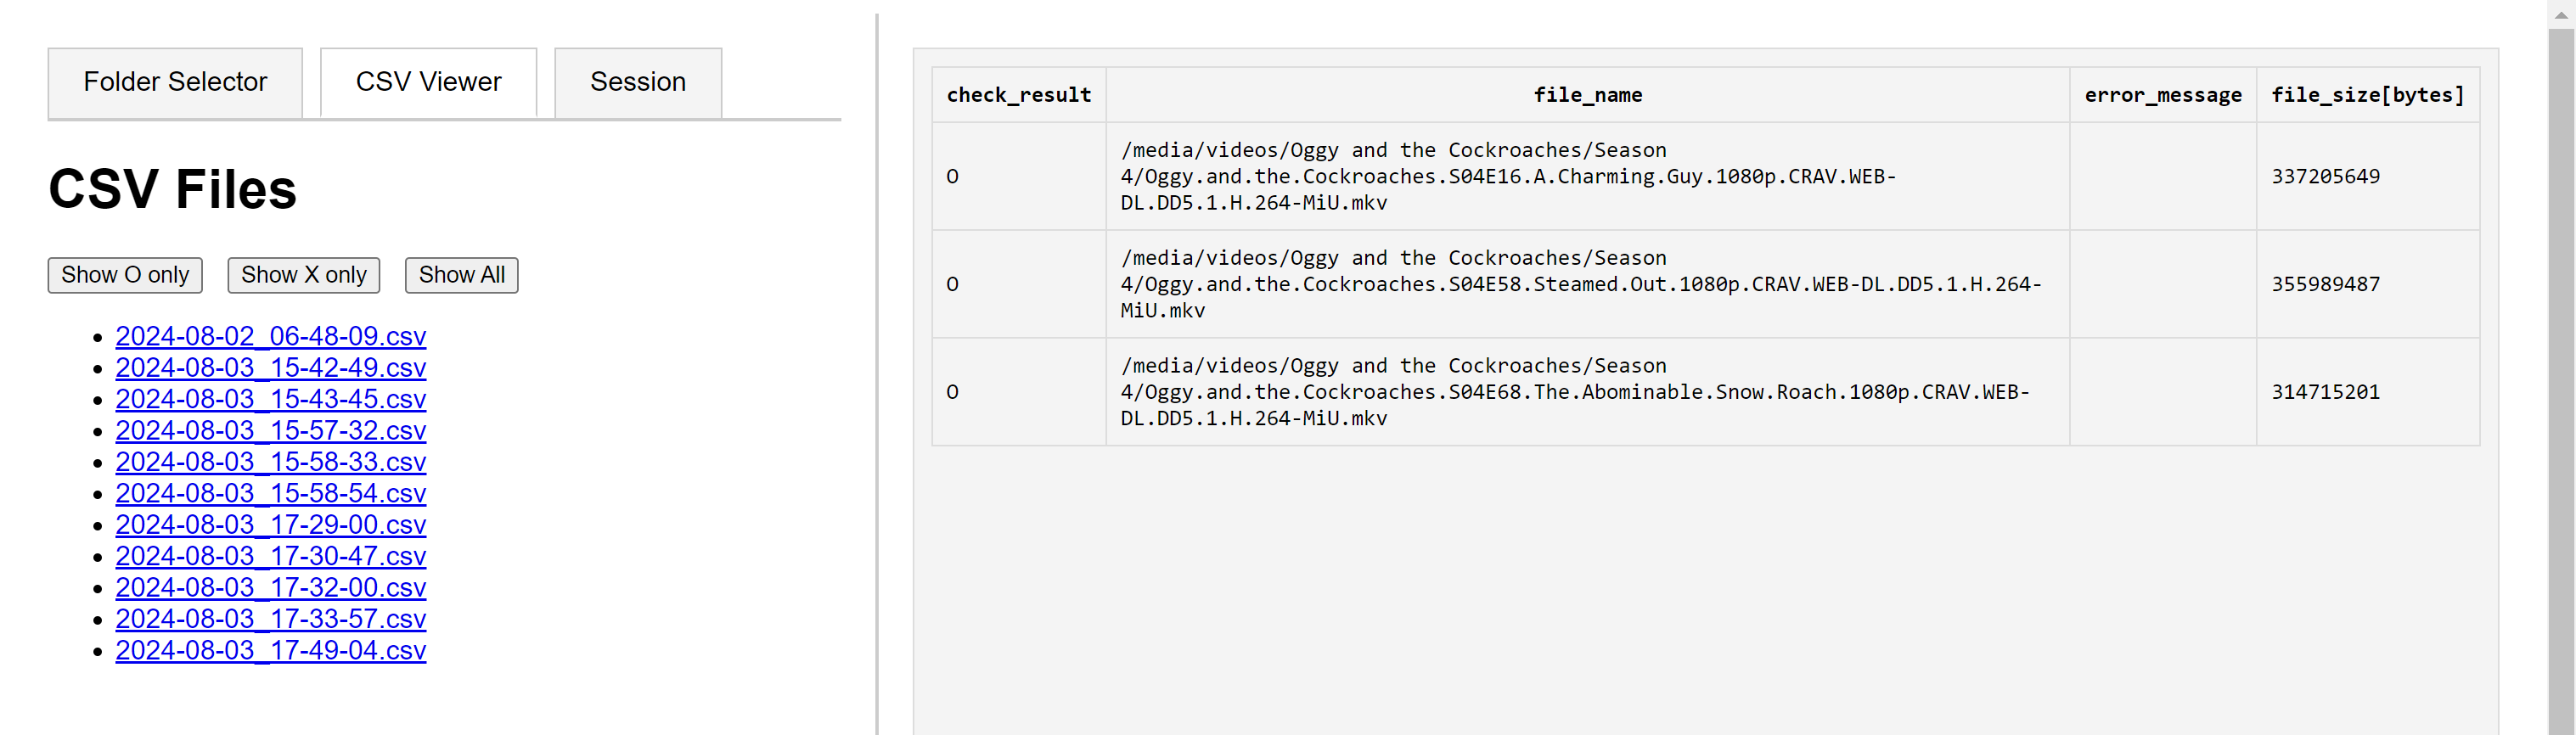 Folder Selector
CSV Viewer
Session
CSV Files
Show O only
Show X only
Show All
2024-08-02_06-48-09.csv
2024-08-03_15-42-49.csv
2024-08-03_15-43-45.csv
2024-08-03_15-57-32.csv
2024-08-03_15-58-33.csv
2024-08-03_15-58-54.csv
2024-08-03_17-29-00.csv
2024-08-03_17-30-47.csv
2024-08-03_17-32-00.csv
2024-08-03_17-33-57.csv
2024-08-03_17-49-04.csv
check_result file_name error_message file_size[bytes]
O
/media/videos/Oggy and the Cockroaches/Season
4/Oggy.and.the.Cockroaches.S04E16.A.Charming.Guy.1080p.CRAV.WEB-
DL.DD5.1.H.264-MiU.mkv
337205649
O
/media/videos/Oggy and the Cockroaches/Season
4/Oggy.and.the.Cockroaches.S04E58.Steamed.Out.1080p.CRAV.WEB-DL.DD5.1.H.264-
MiU.mkv
355989487
O
/media/videos/Oggy and the Cockroaches/Season
4/Oggy.and.the.Cockroaches.S04E68.The.Abominable.Snow.Roach.1080p.CRAV.WEB-
DL.DD5.1.H.264-MiU.mkv
314715201